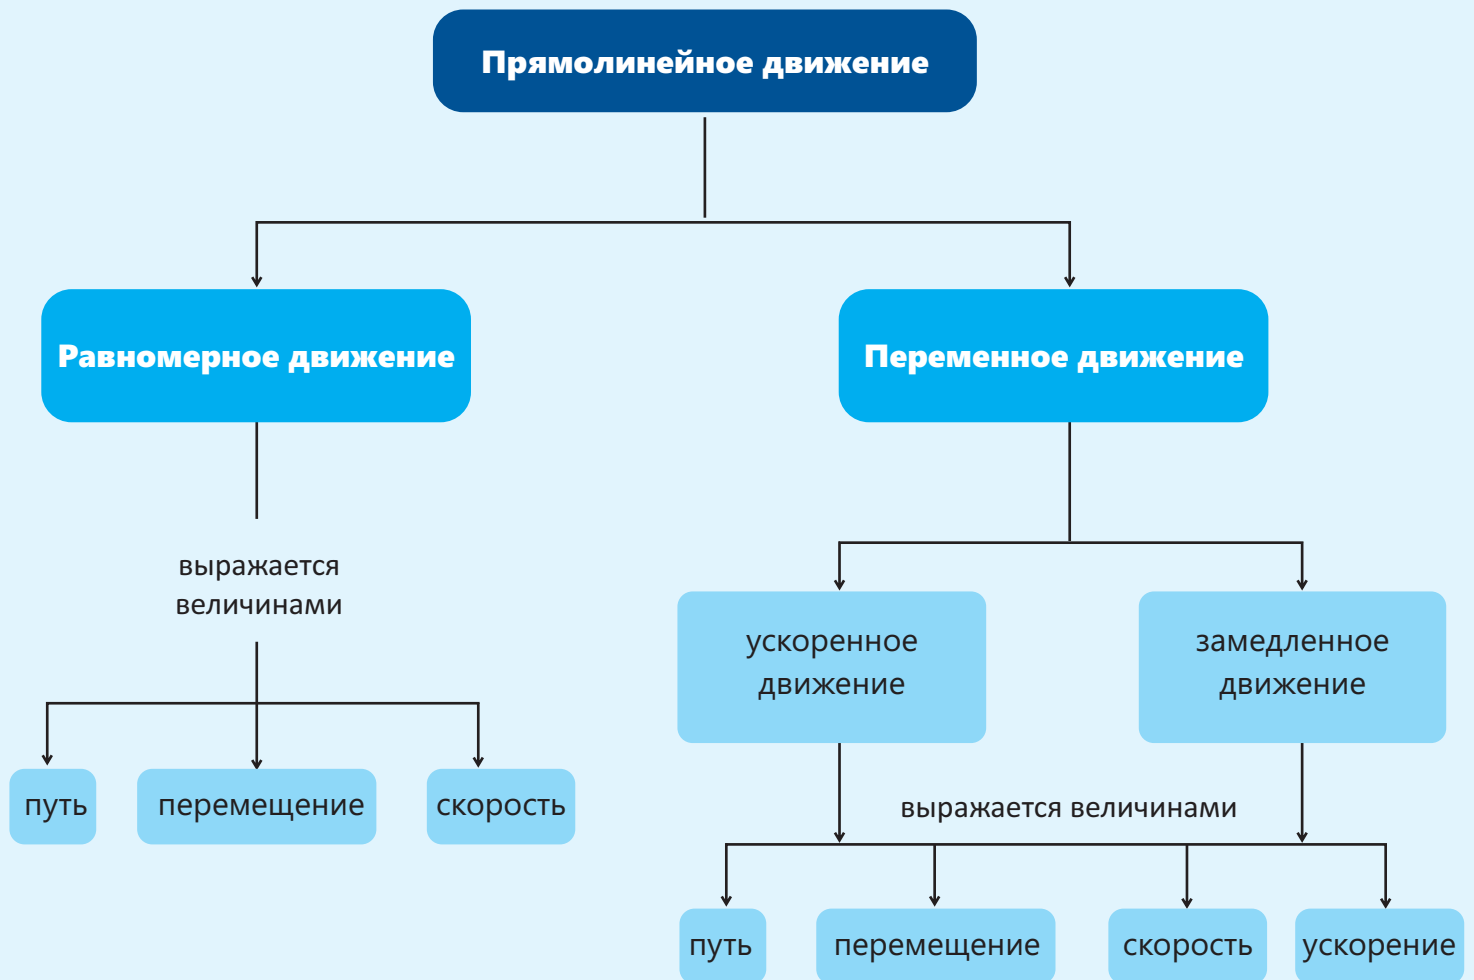 Прямолинейное движение
Равномерное движение
Переменное движение
выражается
величинами
ускоренное
движение
замедленное
движение
путь
перемещение
скорость
выражается величинами
путь
перемещение
скорость
ускорение